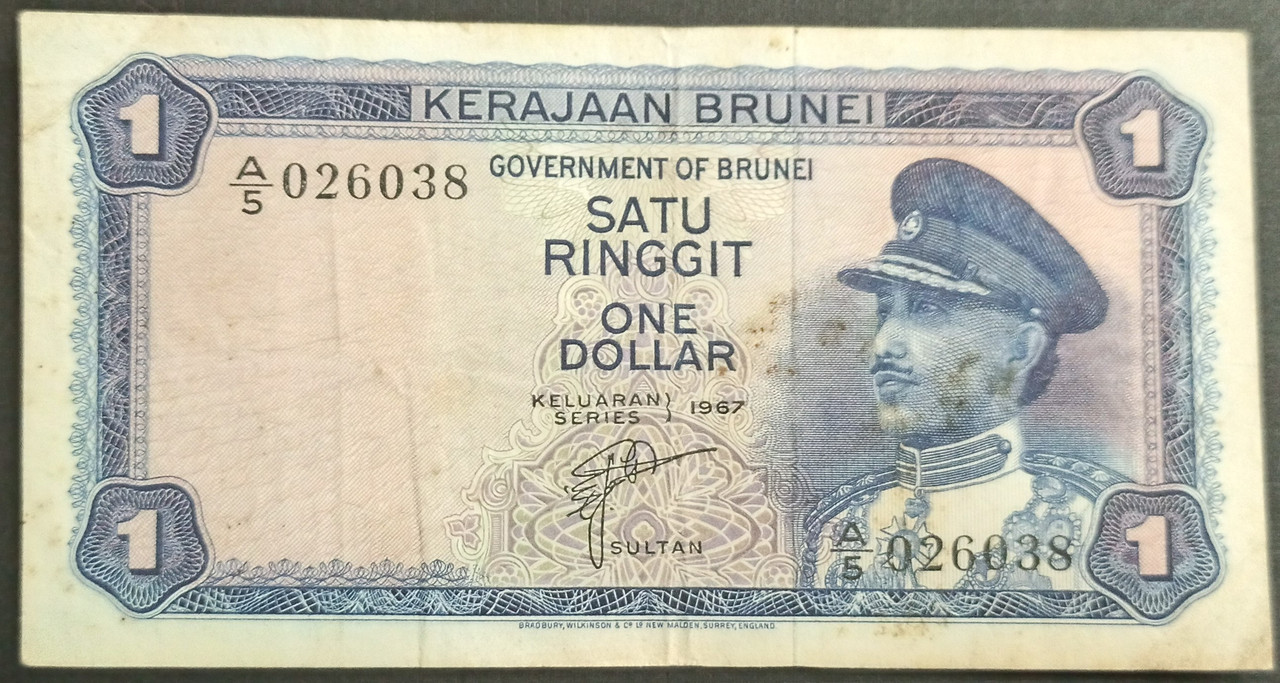 1 KERAJAAN BRUNEI 1
A/5 026038 GOVERNMENT OF BRUNEI
SATU
RINGGIT
ONE
DOLLAR
KELUARAN)
SERIES ) 1967
SULTAN
A/5 026038
1 1
BRADBURY, WILKINSON & Cº Lᴰ NEW MALDEN, SURREY, ENGLAND.